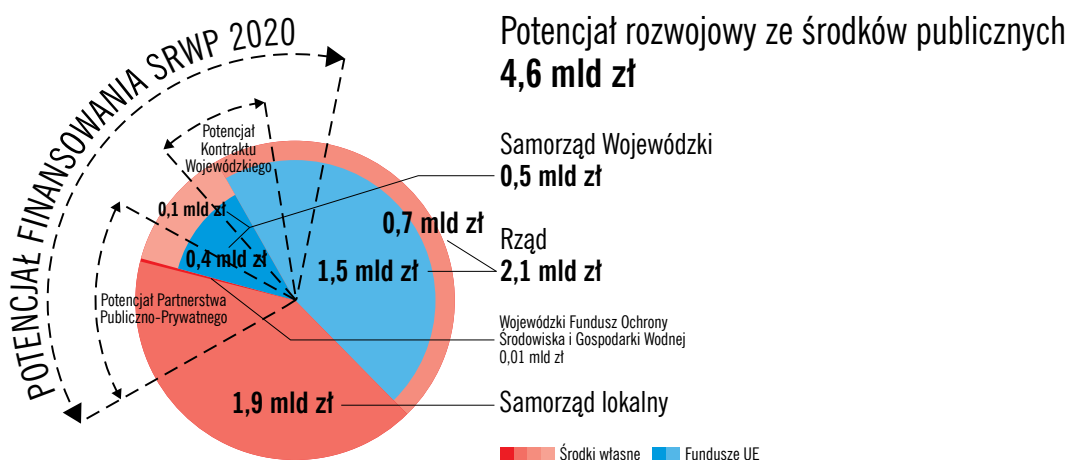 POTENCJAŁ FINANSOWANIA SRWP 2020
Potencjał rozwojowy ze środków publicznych
4,6 mld zł
Potencjał
Kontraktu
Wojewódzkiego
Samorząd Wojewódzki
0,5 mld zł
0,1 mld zł
0,4 mld zł
0,7 mld zł
1,5 mld zł
Rząd
2,1 mld zł
Potencjał Partnerstwa
Publiczno-Prywatnego
Wojewódzki Fundusz Ochrony
Środowiska i Gospodarki Wodnej
0,01 mld zł
1,9 mld zł
Samorząd lokalny
Środki własne
Fundusze UE